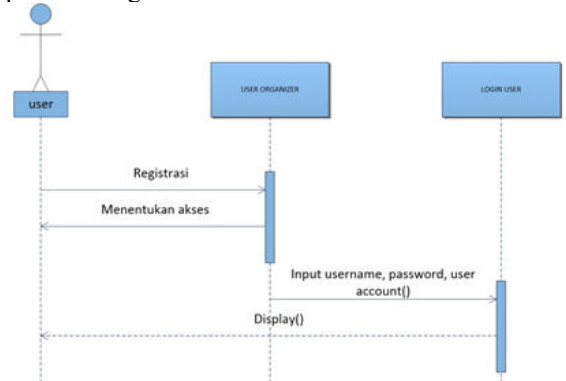 user
USER ORGANIZER
LOGIN USER
Registrasi
Menentukan akses
Input username, password, user
account()
Display()